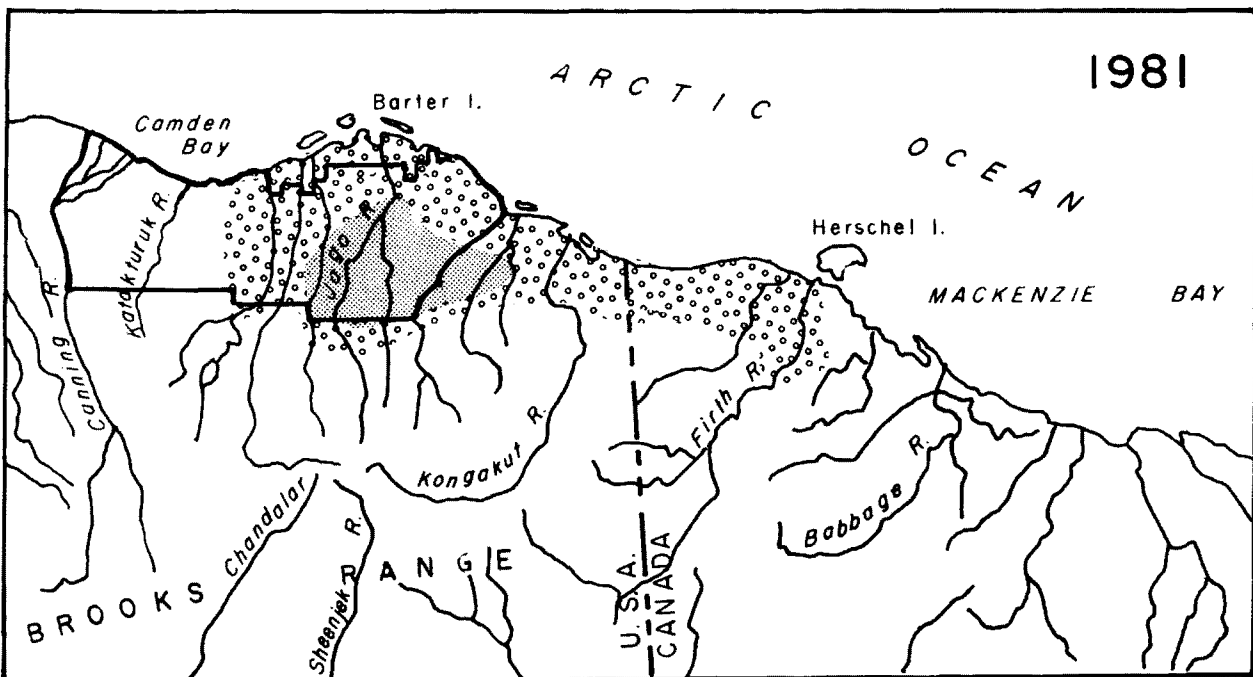 1981
ARCTIC
OCEAN
Barter I.
Camden
Bay
Herschel I.
MACKENZIE BAY
Katakturuk R.
Jago R.
Canning R.
Firth R.
Kongakut R.
Babbage R.
Chandalar
Sheenjek R.
BROOKS RANGE
U.S.A.
CANADA